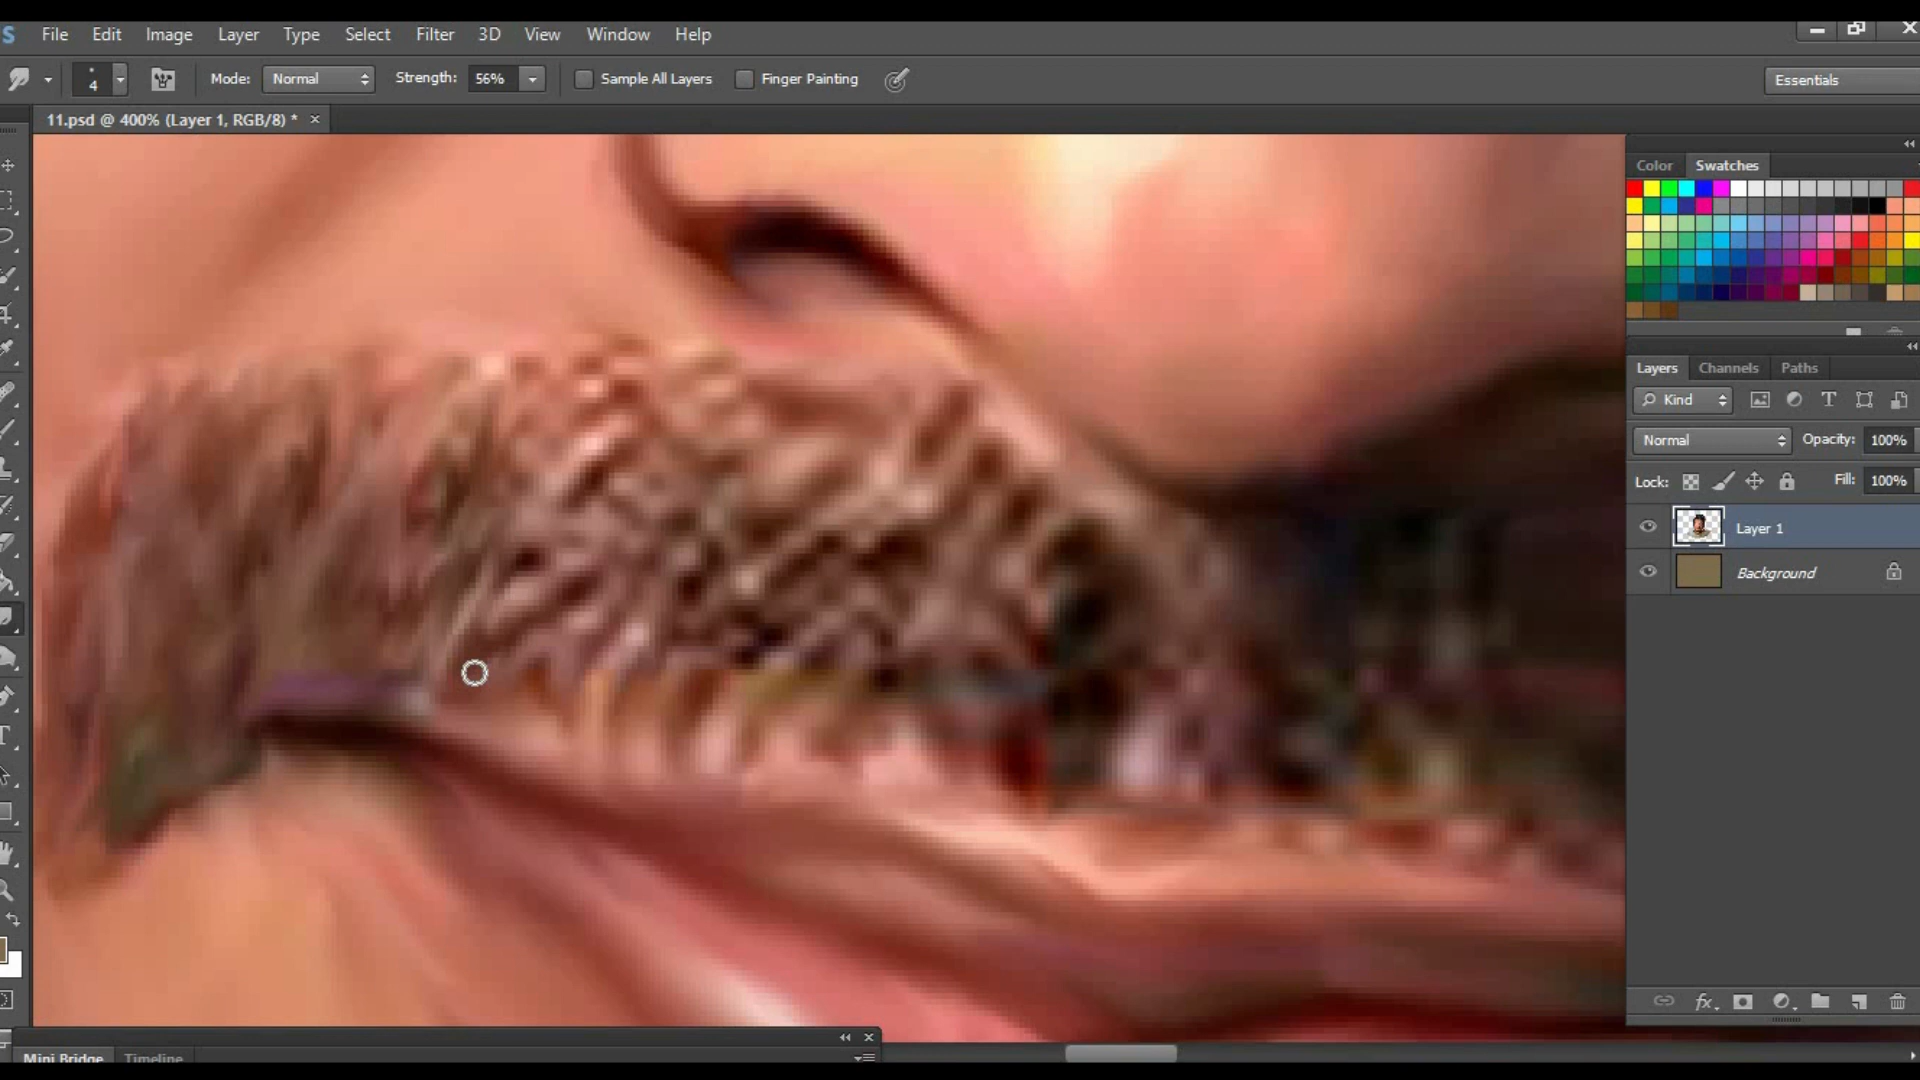 S File Edit Image Layer Type Select Filter 3D View Window Help
4 Mode: Normal Strength: 56% Sample All Layers Finger Painting Essentials
11.psd @ 400% (Layer 1, RGB/8) * ×
Color Swatches
Layers Channels Paths
Kind
Normal Opacity: 100%
Lock: Fill: 100%
Layer 1
Background
fx
Mini Bridge Timeline